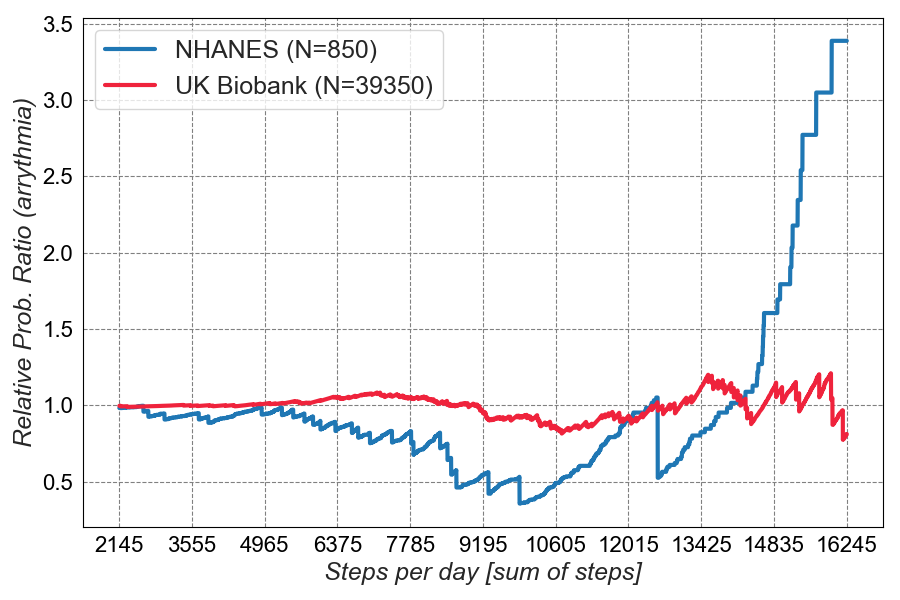 NHANES (N=850)
UK Biobank (N=39350)
Relative Prob. Ratio (arrythmia)
3.5
3.0
2.5
2.0
1.5
1.0
0.5
2145 3555 4965 6375 7785 9195 10605 12015 13425 14835 16245
Steps per day [sum of steps]